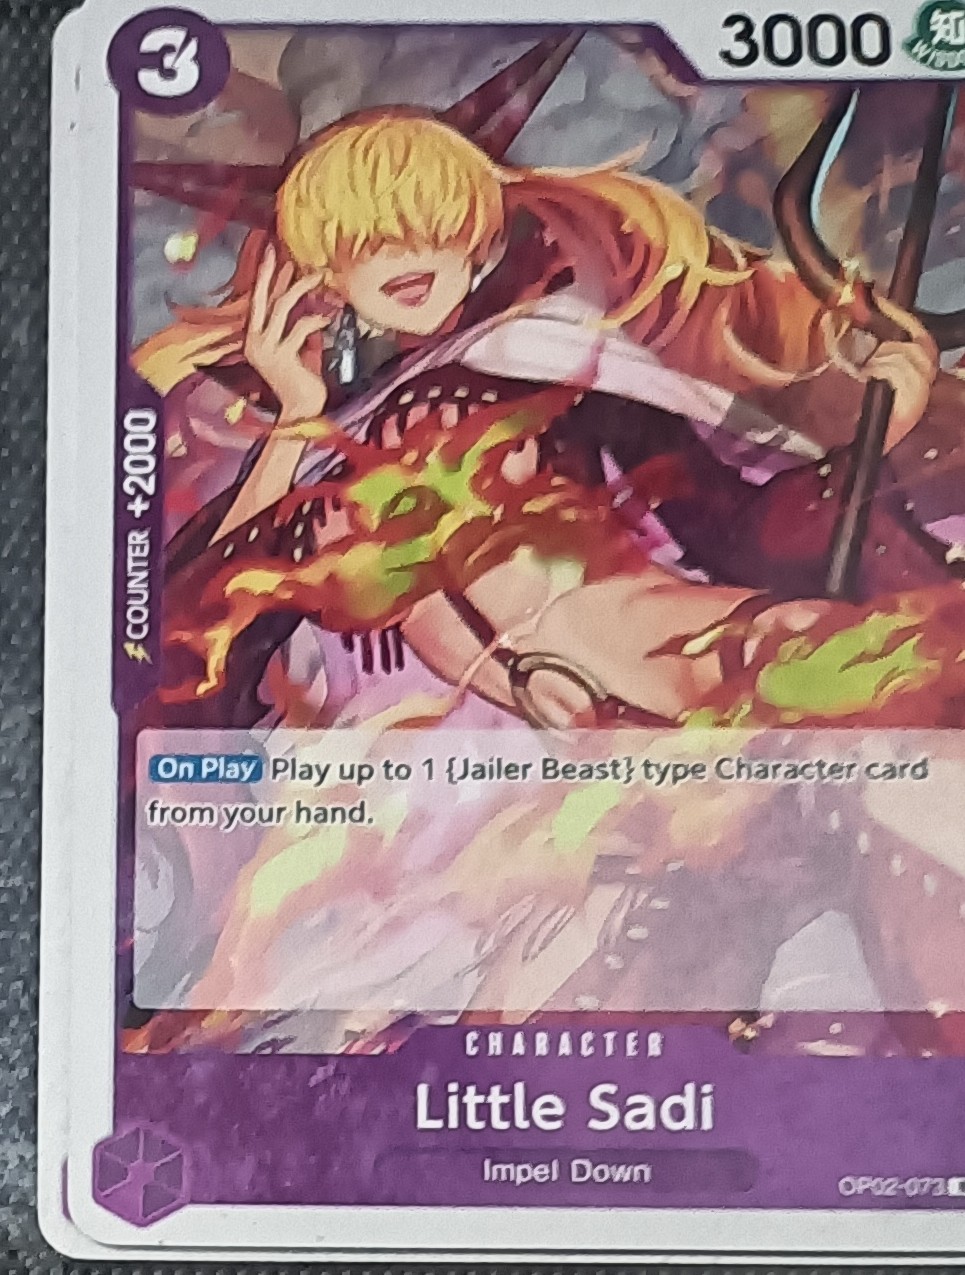 3
3000
知
COUNTER +2000
On Play Play up to 1 {Jailer Beast} type Character card
from your hand.
CHARACTER
Little Sadi
Impel Down
OP02-073